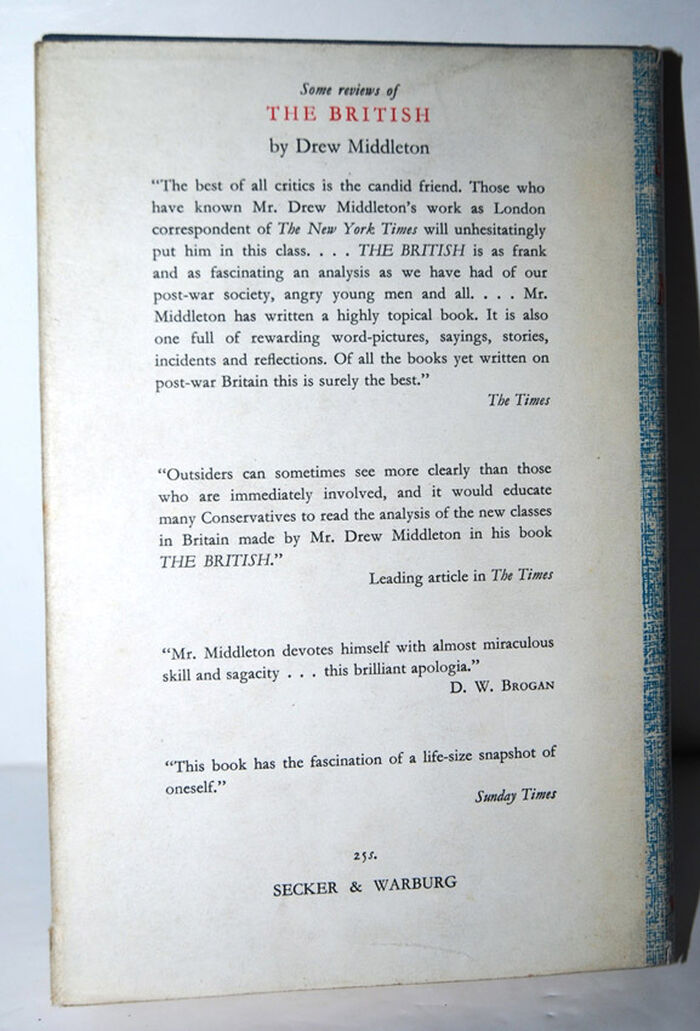 Some reviews of
THE BRITISH
by Drew Middleton
“The best of all critics is the candid friend. Those who
have known Mr. Drew Middleton’s work as London
correspondent of The New York Times will unhesitatingly
put him in this class. . . . THE BRITISH is as frank
and as fascinating an analysis as we have had of our
post-war society, angry young men and all. . . . Mr.
Middleton has written a highly topical book. It is also
one full of rewarding word-pictures, sayings, stories,
incidents and reflections. Of all the books yet written on
post-war Britain this is surely the best.”
The Times
“Outsiders can sometimes see more clearly than those
who are immediately involved, and it would educate
many Conservatives to read the analysis of the new classes
in Britain made by Mr. Drew Middleton in his book
THE BRITISH.”
Leading article in The Times
“Mr. Middleton devotes himself with almost miraculous
skill and sagacity . . . this brilliant apologia.”
D. W. BROGAN
“This book has the fascination of a life-size snapshot of
oneself.”
Sunday Times
25s.
SECKER & WARBURG